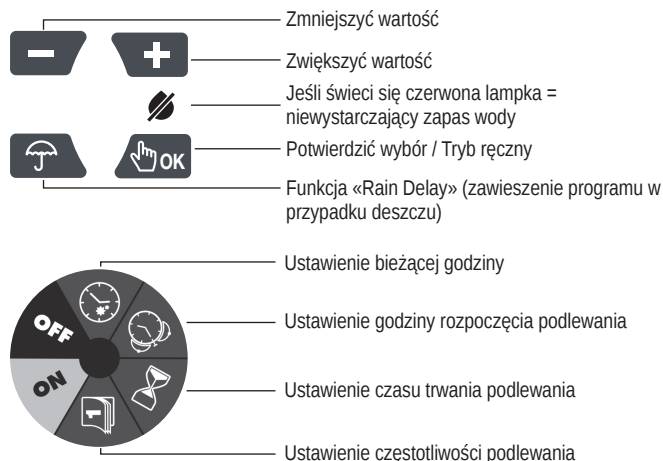 Zmniejszyć wartość
Zwiększyć wartość
Jeśli świeci się czerwona lampka =
niewystarczający zapas wody
OK
Potwierdzić wybór / Tryb ręczny
Funkcja «Rain Delay» (zawieszenie programu w
przypadku deszczu)
Ustawienie bieżącej godziny
OFF
Ustawienie godziny rozpoczęcia podlewania
ON
1
Ustawienie czasu trwania podlewania
Ustawienie częstotliwości podlewania